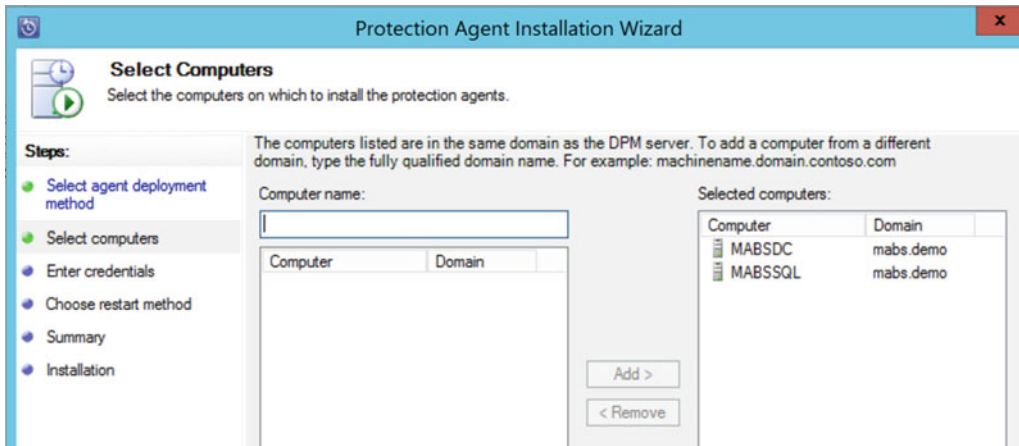 Protection Agent Installation Wizard
x
Select Computers
Select the computers on which to install the protection agents.
Steps:
Select agent deployment
method
Select computers
Enter credentials
Choose restart method
Summary
Installation
The computers listed are in the same domain as the DPM server. To add a computer from a different
domain, type the fully qualified domain name. For example: machinename.domain.contoso.com
Computer name:
Computer Domain
Add >
< Remove
Selected computers:
Computer Domain
MABSDC mabs.demo
MABSSQL mabs.demo